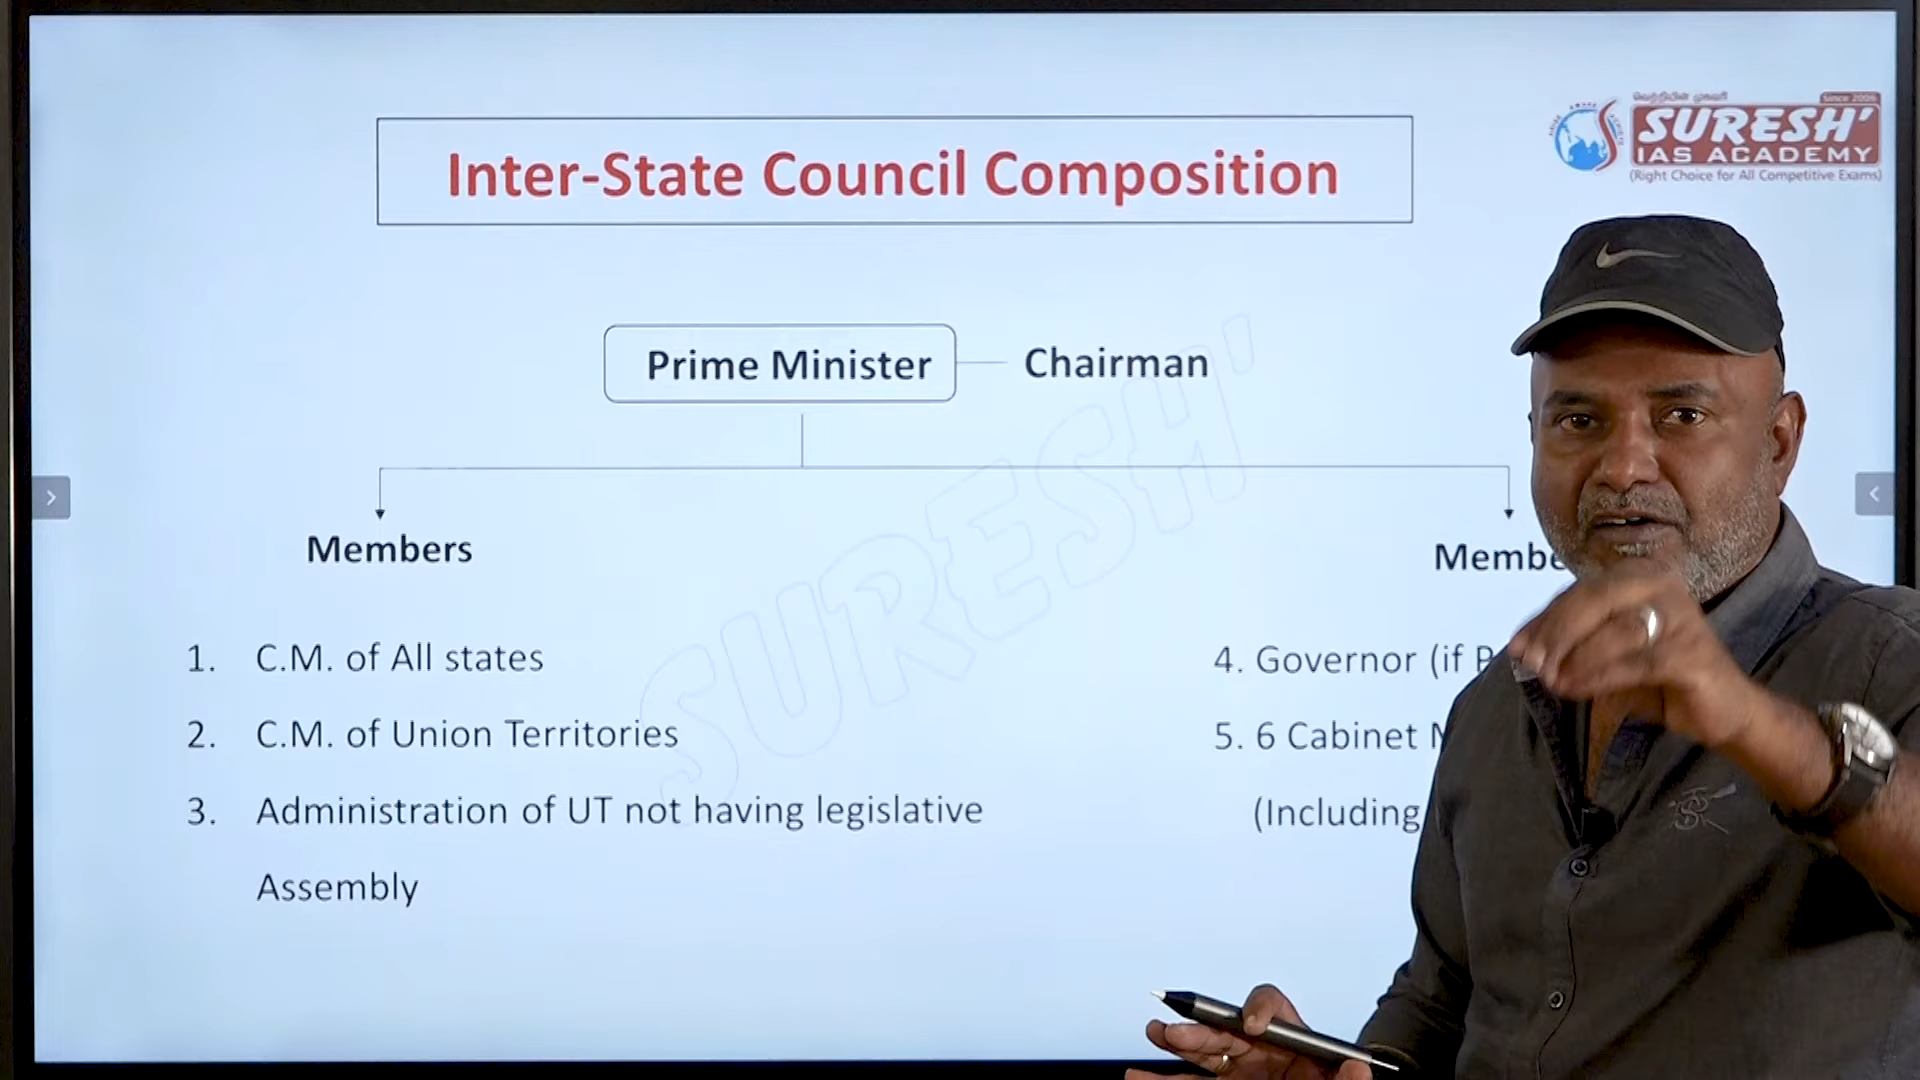 வெற்றியின் முகவரி
Since 2006
SURESH'
IAS ACADEMY
(Right Choice for All Competitive Exams)
Inter-State Council Composition
Prime Minister
Chairman
Members
1. C.M. of All states
2. C.M. of Union Territories
3. Administration of UT not having legislative
Assembly
4. Governor (if
5. 6 Cabinet
(Including
SURESH'